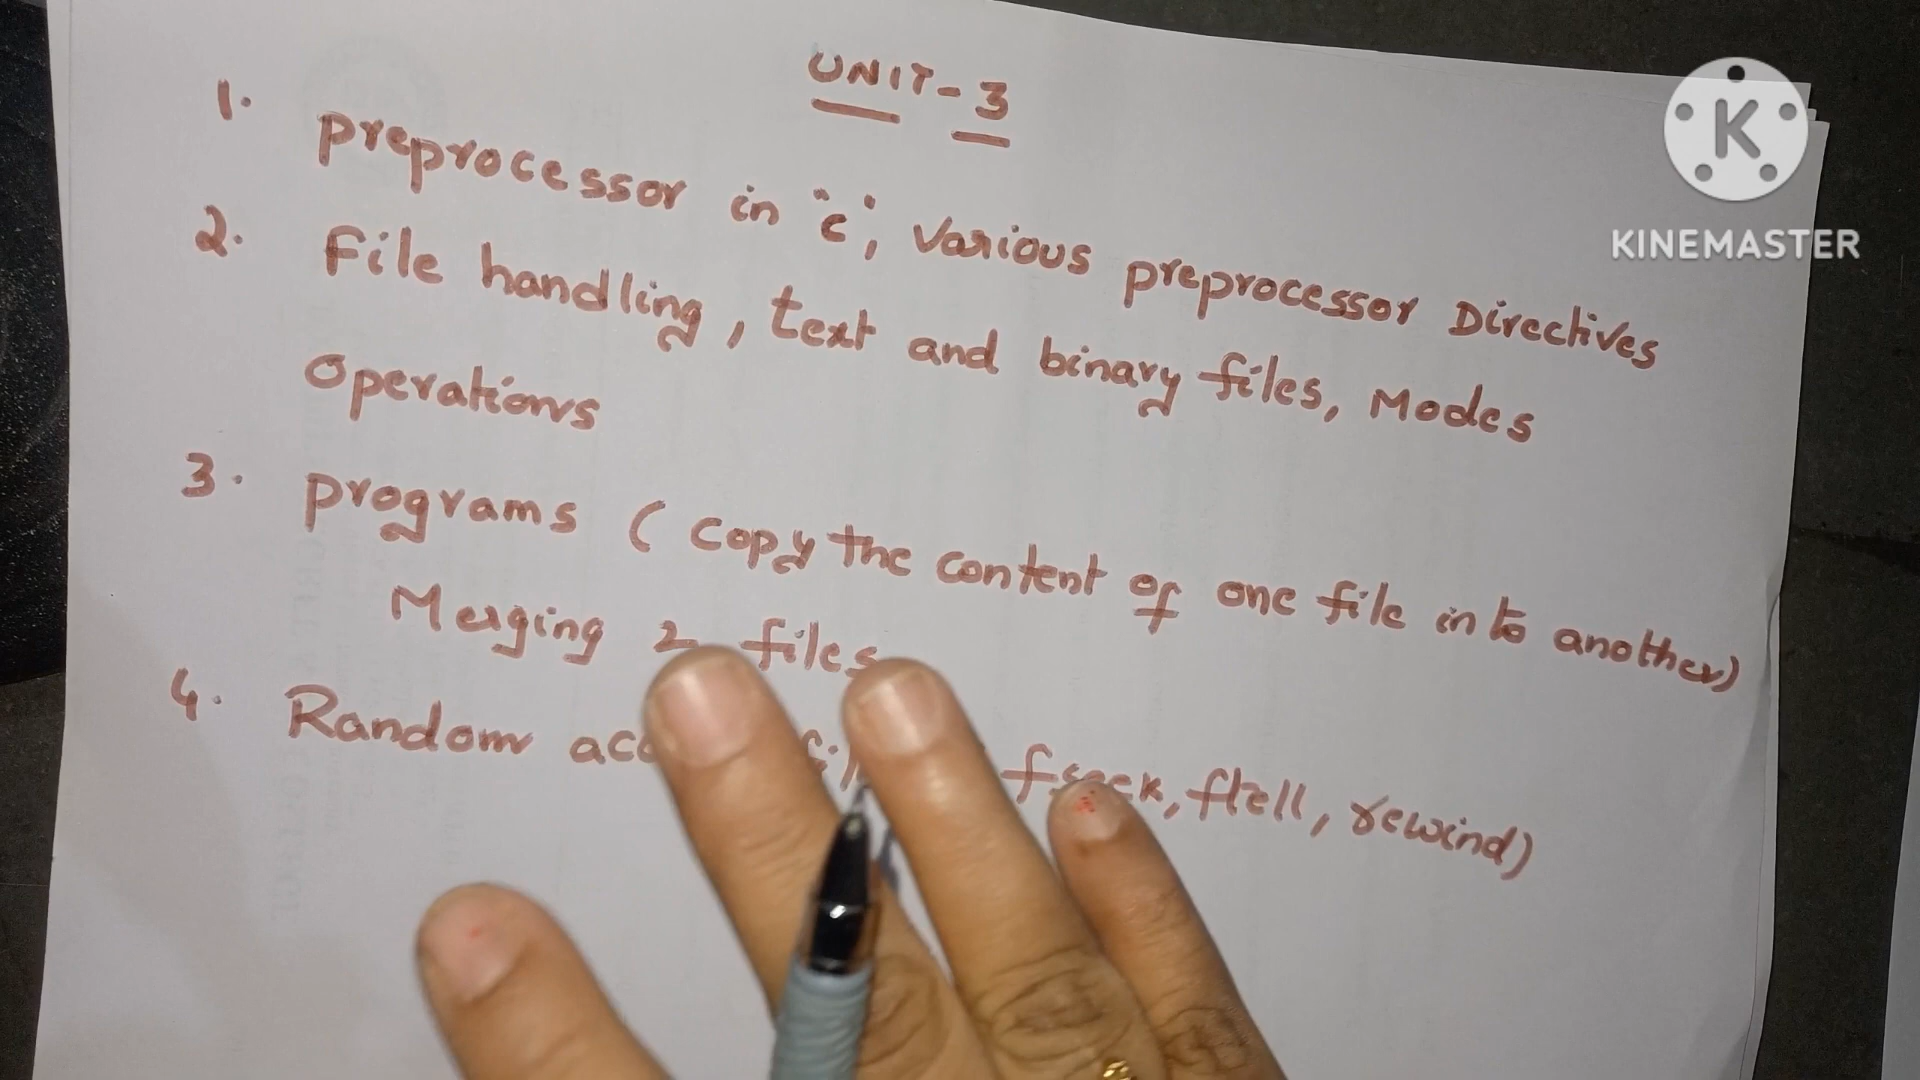 UNIT-3
1. preprocessor in "c", various preprocessor Directives
2. File handling, text and binary files, Modes
operations
3. programs ( copy the content of one file into another)
Merging 2 files
4. Random fseek, ftell, rewind)
K
KINEMASTER